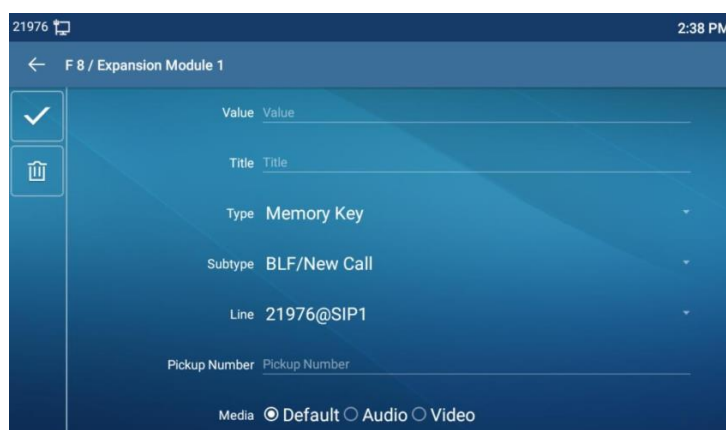 21976 2:38 PM
F 8 / Expansion Module 1
Value Value
Title Title
Type Memory Key
Subtype BLF/New Call
Line 21976@SIP1
Pickup Number Pickup Number
Media Default Audio Video